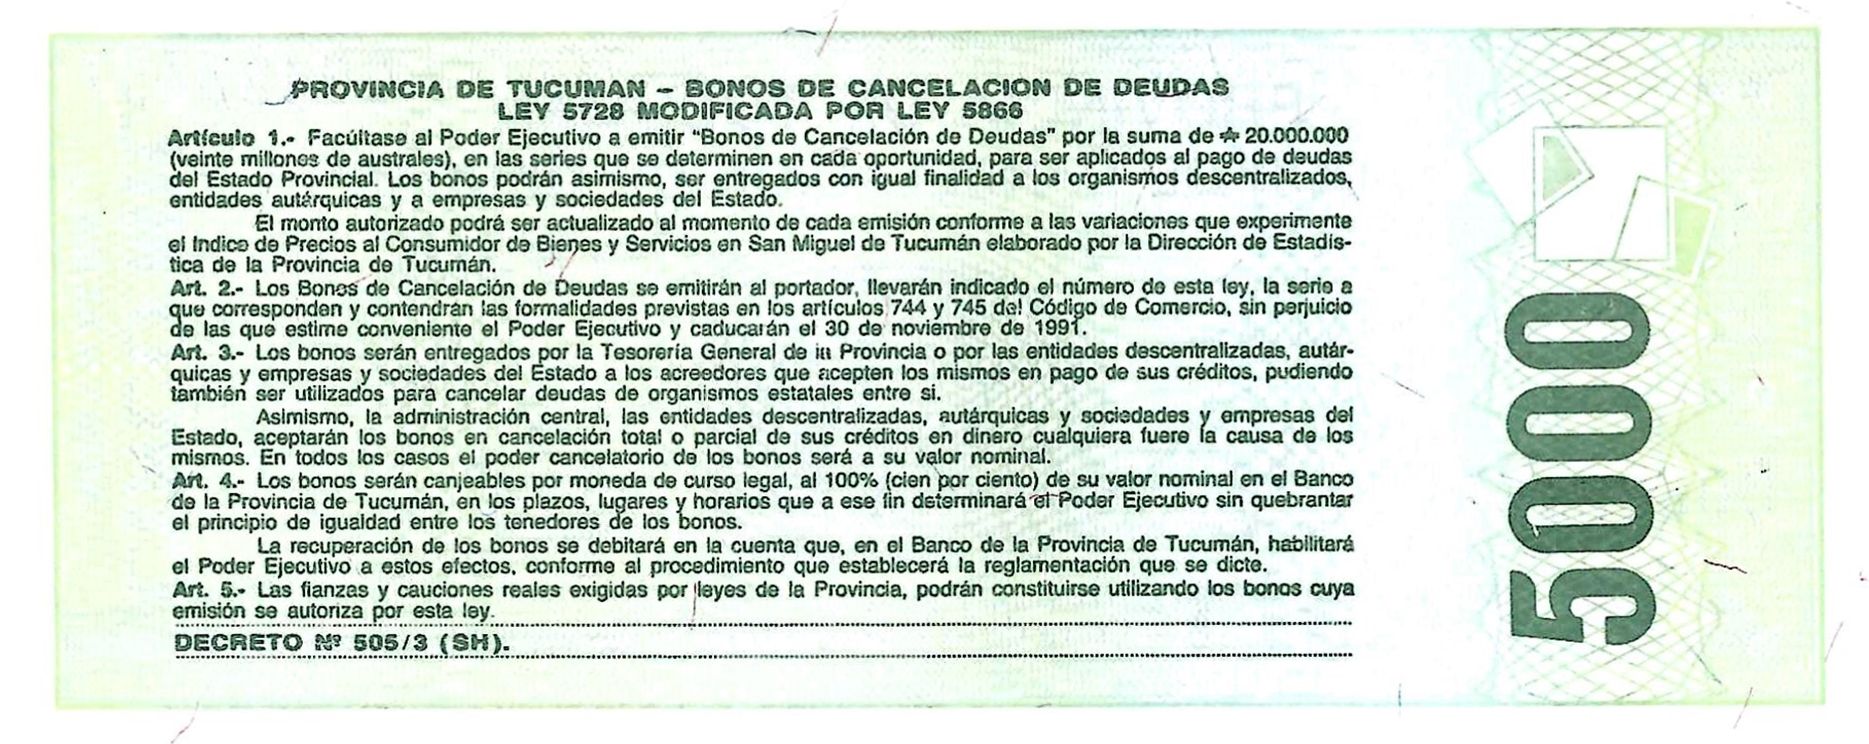 PROVINCIA DE TUCUMAN – BONOS DE CANCELACION DE DEUDAS
LEY 5728 MODIFICADA POR LEY 5866
Artículo 1.- Facúltase al Poder Ejecutivo a emitir "Bonos de Cancelación de Deudas" por la suma de ₳ 20.000.000
(veinte millones de australes), en las series que se determinen en cada oportunidad, para ser aplicados al pago de deudas
del Estado Provincial. Los bonos podrán asimismo, ser entregados con igual finalidad a los organismos descentralizados,
entidades autárquicas y a empresas y sociedades del Estado.
El monto autorizado podrá ser actualizado al momento de cada emisión conforme a las variaciones que experimente
el Indice de Precios al Consumidor de Bienes y Servicios en San Miguel de Tucumán elaborado por la Dirección de Estadís-
tica de la Provincia de Tucumán.
Art. 2.- Los Bonos de Cancelación de Deudas se emitirán al portador, llevarán indicado el número de esta ley, la serie a
que corresponden y contendrán las formalidades previstas en los artículos 744 y 745 del Código de Comercio, sin perjuicio
de las que estime conveniente el Poder Ejecutivo y caducarán el 30 de noviembre de 1991.
Art. 3.- Los bonos serán entregados por la Tesorería General de la Provincia o por las entidades descentralizadas, autár-
quicas y empresas y sociedades del Estado a los acreedores que acepten los mismos en pago de sus créditos, pudiendo
también ser utilizados para cancelar deudas de organismos estatales entre si.
Asimismo, la administración central, las entidades descentralizadas, autárquicas y sociedades y empresas del
Estado, aceptarán los bonos en cancelación total o parcial de sus créditos en dinero cualquiera fuere la causa de los
mismos. En todos los casos el poder cancelatorio de los bonos será a su valor nominal.
Art. 4.- Los bonos serán canjeables por moneda de curso legal, al 100% (cien por ciento) de su valor nominal en el Banco
de la Provincia de Tucumán, en los plazos, lugares y horarios que a ese fin determinará el Poder Ejecutivo sin quebrantar
el principio de igualdad entre los tenedores de los bonos.
La recuperación de los bonos se debitará en la cuenta que, en el Banco de la Provincia de Tucumán, habilitará
el Poder Ejecutivo a estos efectos, conforme al procedimiento que establecerá la reglamentación que se dicte.
Art. 5.- Las fianzas y cauciones reales exigidas por leyes de la Provincia, podrán constituirse utilizando los bonos cuya
emisión se autoriza por esta ley.
DECRETO Nº 505/3 (SH).
5000